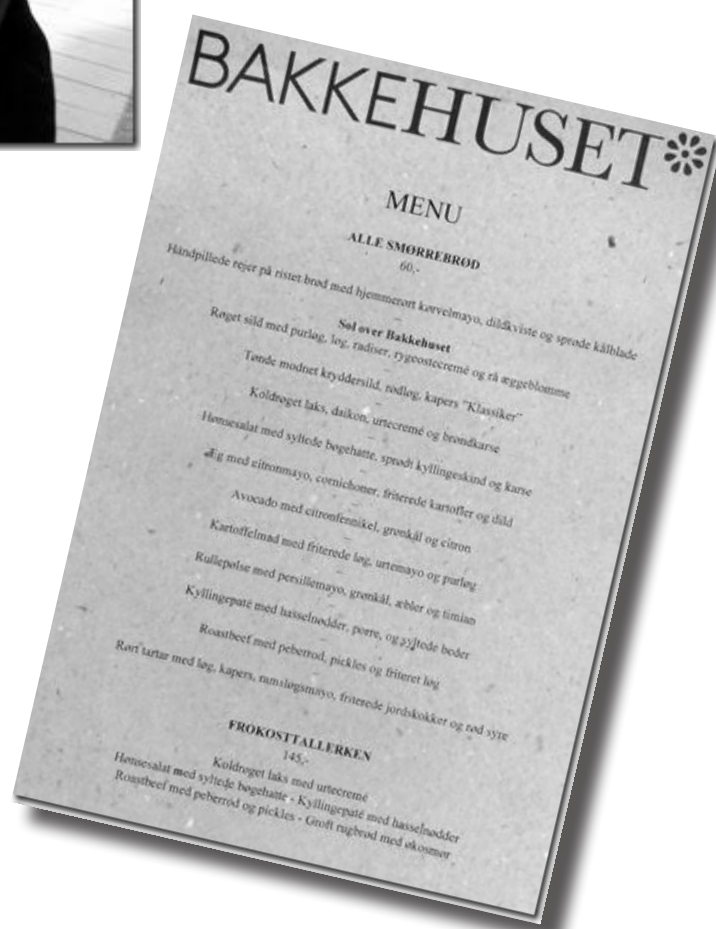 BAKKEHUSET
MENU
ALLE SMØRREBRØD
60,-
Håndpillede rejer på ristet brød med hjemmerørt kørvelmayo, dildkviste og sprøde kålblade
Sol over Bakkehuset
Røget sild med purløg, løg, radiser, rygeostecremé og rå æggeblomme
Tønde modnet kryddersild, rødløg, kapers "Klassiker"
Koldrøget laks, daikon, urtecremé og brøndkarse
Hønsesalat med syltede bøgehatte, sprødt kyllingeskind og karse
Æg med citronmayo, cornichoner, friterede kartofler og dild
Avocado med citronfennikel, grønkål og citron
Kartoffelmad med friterede løg, urtemayo og purløg
Rullepølse med persillemayo, grønkål, æbler og timian
Kyllingepaté med hasselnødder, porre, og syltede beder
Roastbeef med peberrod, pickles og friteret løg
Rørt tartar med løg, kapers, ramsløgsmayo, friterede jordskokker og rød syre
FROKOSTTALLERKEN
145,-
Koldrøget laks med urtecremé
Hønsesalat med syltede bøgehatte - Kyllingepaté med hasselnødder
Roastbeef med peberrod og pickles - Groft rugbrød med økosmør